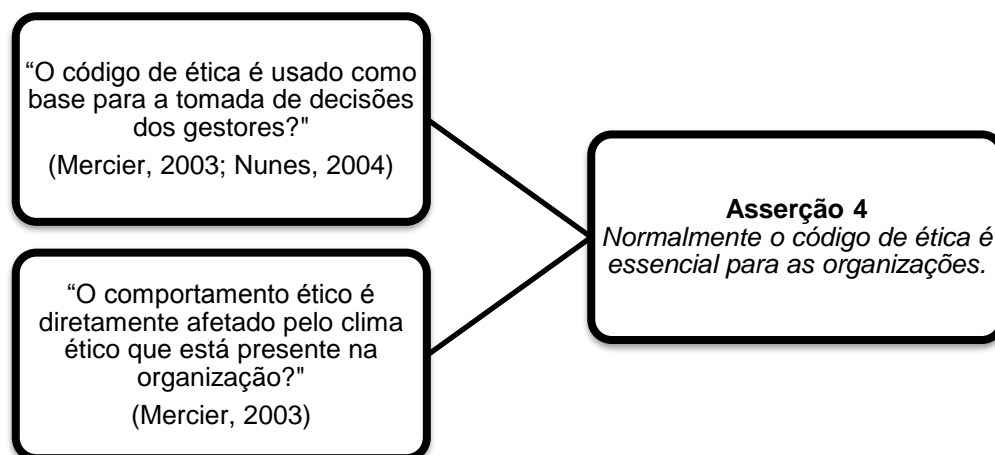 “O código de ética é usado como
base para a tomada de decisões
dos gestores?"
(Mercier, 2003; Nunes, 2004)
“O comportamento ético é
diretamente afetado pelo clima
ético que está presente na
organização?"
(Mercier, 2003)
Asserção 4
Normalmente o código de ética é
essencial para as organizações.